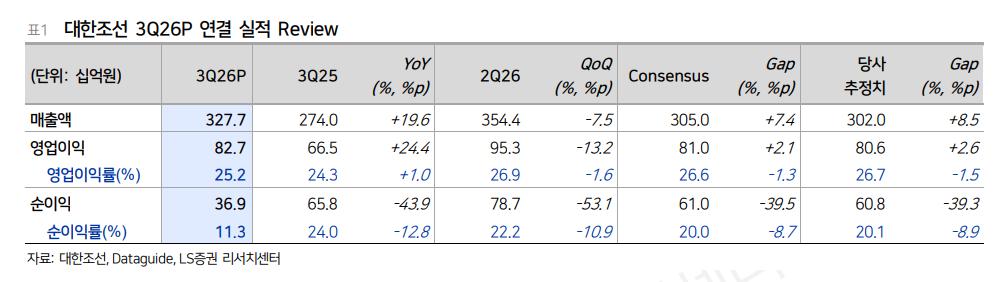 표1 대한조선 3Q26P 연결 실적 Review
(단위: 십억원) 3Q26P 3Q25 YoY (%, %p) 2Q26 QoQ (%, %p) Consensus Gap (%, %p) 당사 추정치 Gap (%, %p)
매출액 327.7 274.0 +19.6 354.4 -7.5 305.0 +7.4 302.0 +8.5
영업이익 82.7 66.5 +24.4 95.3 -13.2 81.0 +2.1 80.6 +2.6
영업이익률(%) 25.2 24.3 +1.0 26.9 -1.6 26.6 -1.3 26.7 -1.5
순이익 36.9 65.8 -43.9 78.7 -53.1 61.0 -39.5 60.8 -39.3
순이익률(%) 11.3 24.0 -12.8 22.2 -10.9 20.0 -8.7 20.1 -8.9
자료: 대한조선, Dataguide, LS증권 리서치센터